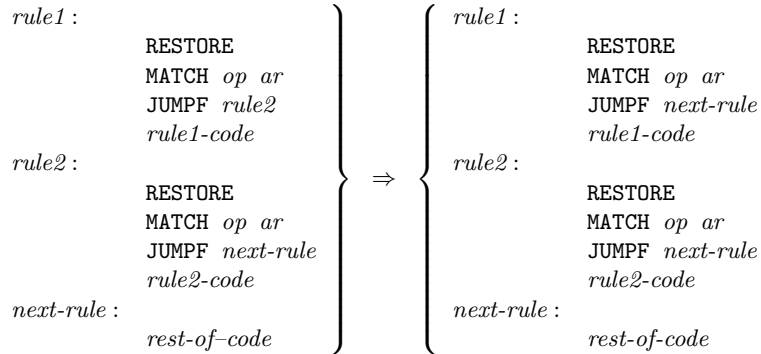 rule1 : rule1 :
RESTORE RESTORE
MATCH op ar MATCH op ar
JUMPF rule2 JUMPF next-rule
rule1-code rule1-code
rule2 : rule2 :
⇒
RESTORE RESTORE
MATCH op ar MATCH op ar
JUMPF next-rule JUMPF next-rule
rule2-code rule2-code
next-rule : next-rule :
rest-of–code rest-of-code